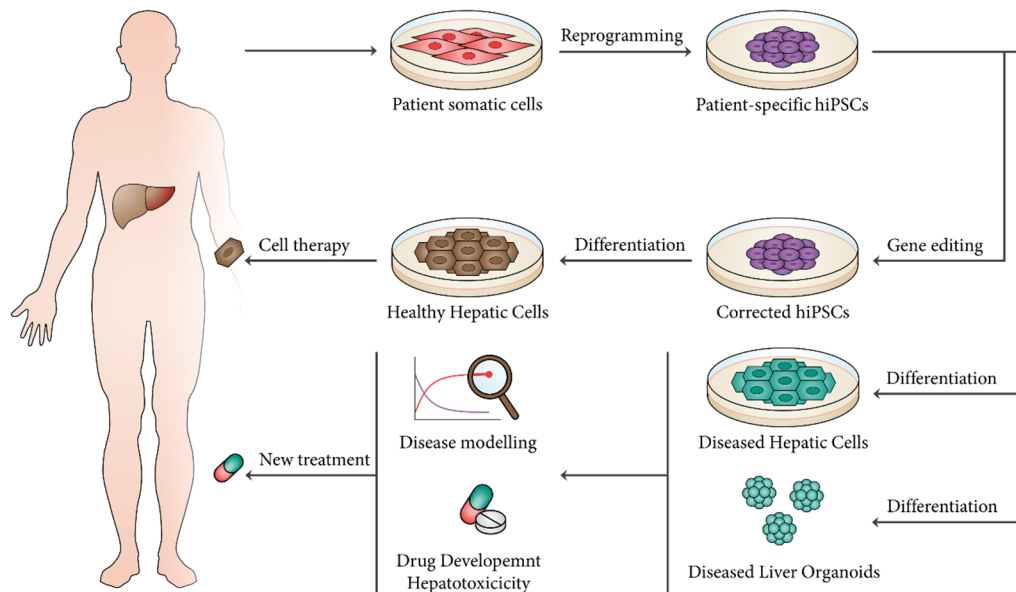 Reprogramming
Patient somatic cells
Patient-specific hiPSCs
Cell therapy
Differentiation
Gene editing
Healthy Hepatic Cells
Corrected hiPSCs
Differentiation
Disease modelling
Diseased Hepatic Cells
New treatment
Differentiation
Drug Developemnt
Hepatotoxicicity
Diseased Liver Organoids